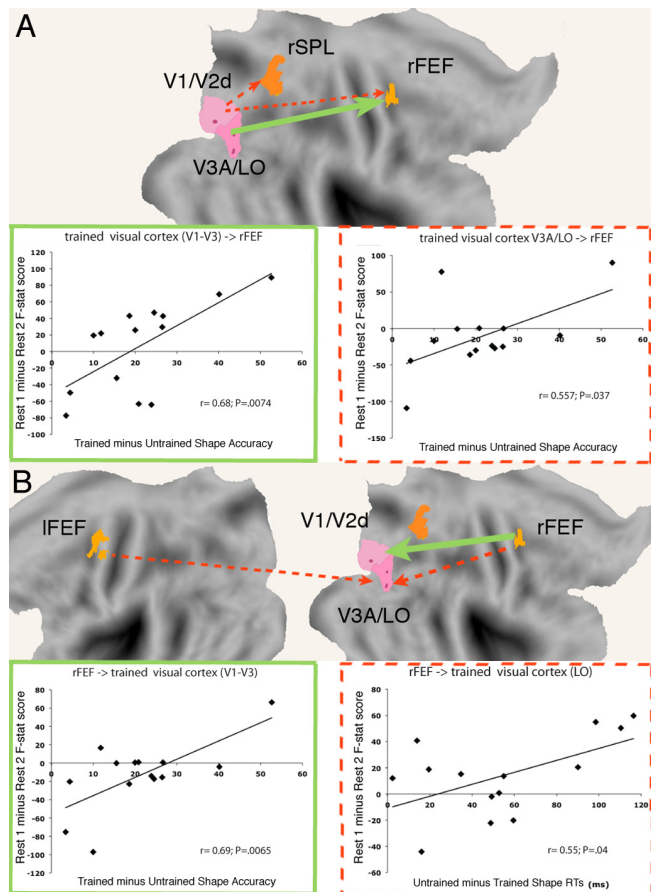 A
rSPL
rFEF
V1/V2d
V3A/LO
trained visual cortex (V1-V3) -> rFEF
Rest 1 minus Rest 2 F-stat score
120
100
80
60
40
20
0
-20
-40
-60
-80
-100
0 10 20 30 40 50 60
r= 0.68; P=.0074
Trained minus Untrained Shape Accuracy
trained visual cortex V3A/LO -> rFEF
Rest 1 minus Rest 2 F-stat score
100
50
0
-50
-100
-150
0 10 20 30 40 50 60
r= 0.557; P=.037
Trained minus Untrained Shape Accuracy
B
lFEF
V1/V2d
rFEF
V3A/LO
rFEF -> trained visual cortex (V1-V3)
Rest 1 minus Rest 2 F-stat score
80
60
40
20
0
-20
-40
-60
-80
-100
-120
0 10 20 30 40 50 60
r= 0.69; P=.0065
Trained minus Untrained Shape Accuracy
rFEF -> trained visual cortex (LO)
Rest 1 minus Rest 2 F-stat score
80
60
40
20
0
-20
-40
-60
0 20 40 60 80 100 120
r= 0.55; P=.04
Untrained minus Trained Shape RTs (ms)